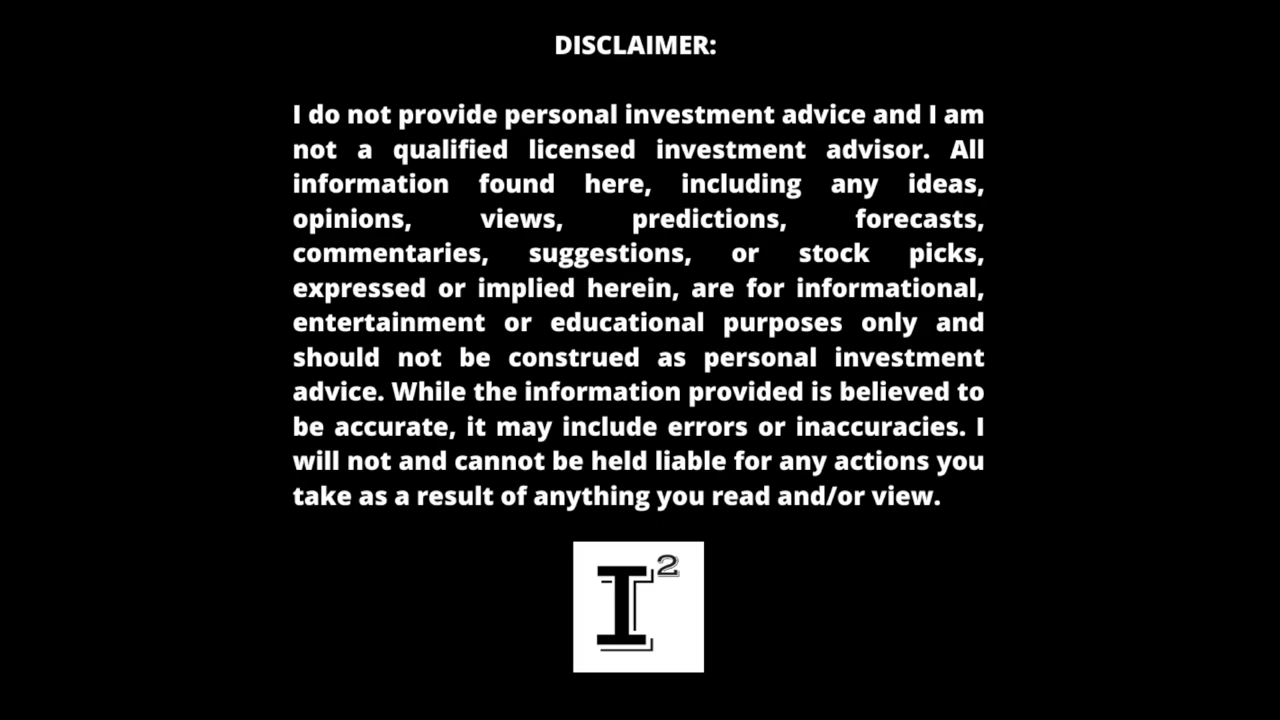 DISCLAIMER:
I do not provide personal investment advice and I am
not a qualified licensed investment advisor. All
information found here, including any ideas,
opinions, views, predictions, forecasts,
commentaries, suggestions, or stock picks,
expressed or implied herein, are for informational,
entertainment or educational purposes only and
should not be construed as personal investment
advice. While the information provided is believed to
be accurate, it may include errors or inaccuracies. I
will not and cannot be held liable for any actions you
take as a result of anything you read and/or view.
I²